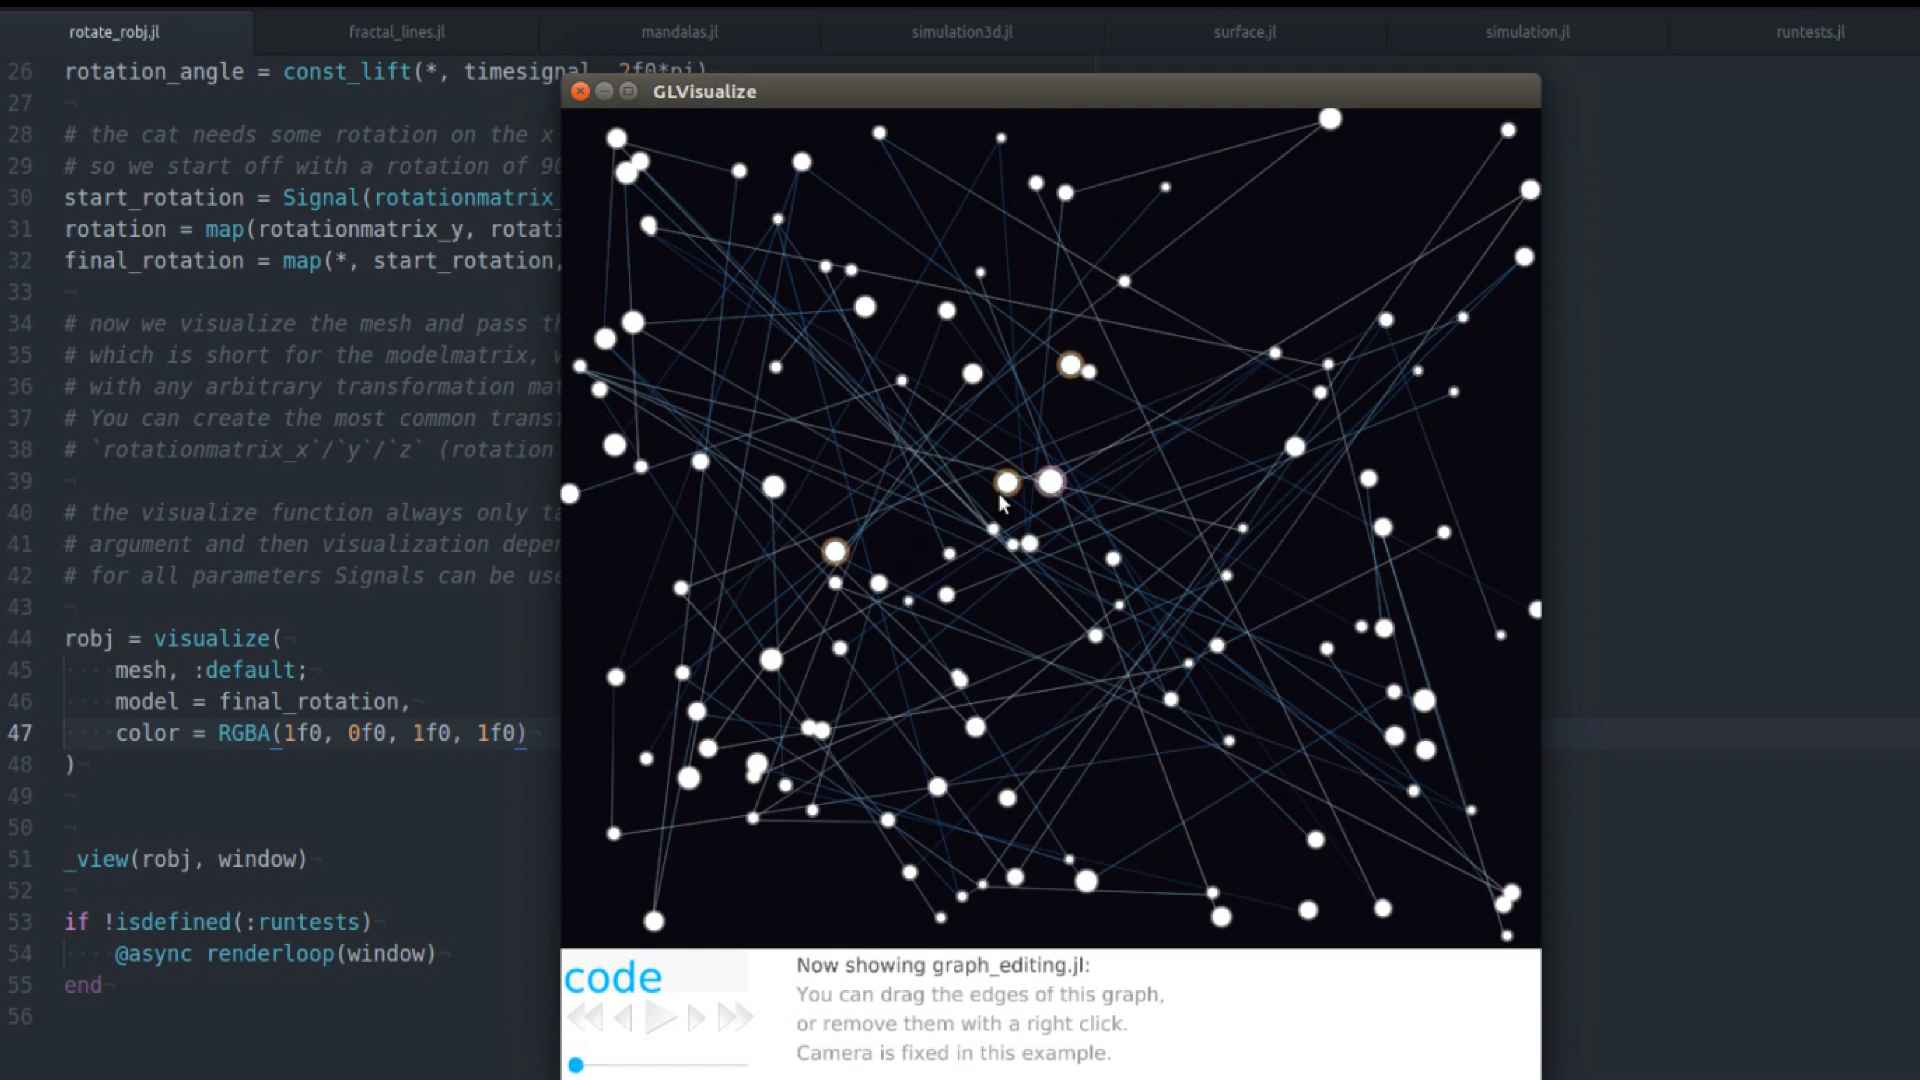 rotate_robj.jl fractal_lines.jl mandalas.jl simulation3d.jl surface.jl simulation.jl runtests.jl
26 rotation_angle = const_lift(*, timesignal, 2f0*pi)
27
28 # the cat needs some rotation on the x
29 # so we start off with a rotation of 90
30 start_rotation = Signal(rotationmatrix_
31 rotation = map(rotationmatrix_y, rotati
32 final_rotation = map(*, start_rotation,
33
34 # now we visualize the mesh and pass th
35 # which is short for the modelmatrix, w
36 # with any arbitrary transformation mat
37 # You can create the most common transf
38 # `rotationmatrix_x`/`y`/`z` (rotation
39
40 # the visualize function always only ta
41 # argument and then visualization depen
42 # for all parameters Signals can be use
43
44 robj = visualize(
45 mesh, :default;
46 model = final_rotation,
47 color = RGBA(1f0, 0f0, 1f0, 1f0)
48 )
49
50
51 _view(robj, window)
52
53 if !isdefined(:runtests)
54 @async renderloop(window)
55 end
56
GLVisualize
code
Now showing graph_editing.jl:
You can drag the edges of this graph,
or remove them with a right click.
Camera is fixed in this example.